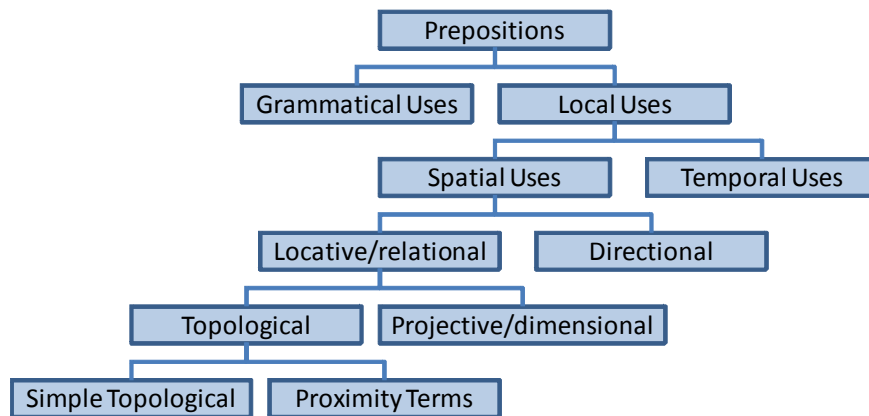 Prepositions
Grammatical Uses
Local Uses
Spatial Uses
Temporal Uses
Locative/relational
Directional
Topological
Projective/dimensional
Simple Topological
Proximity Terms